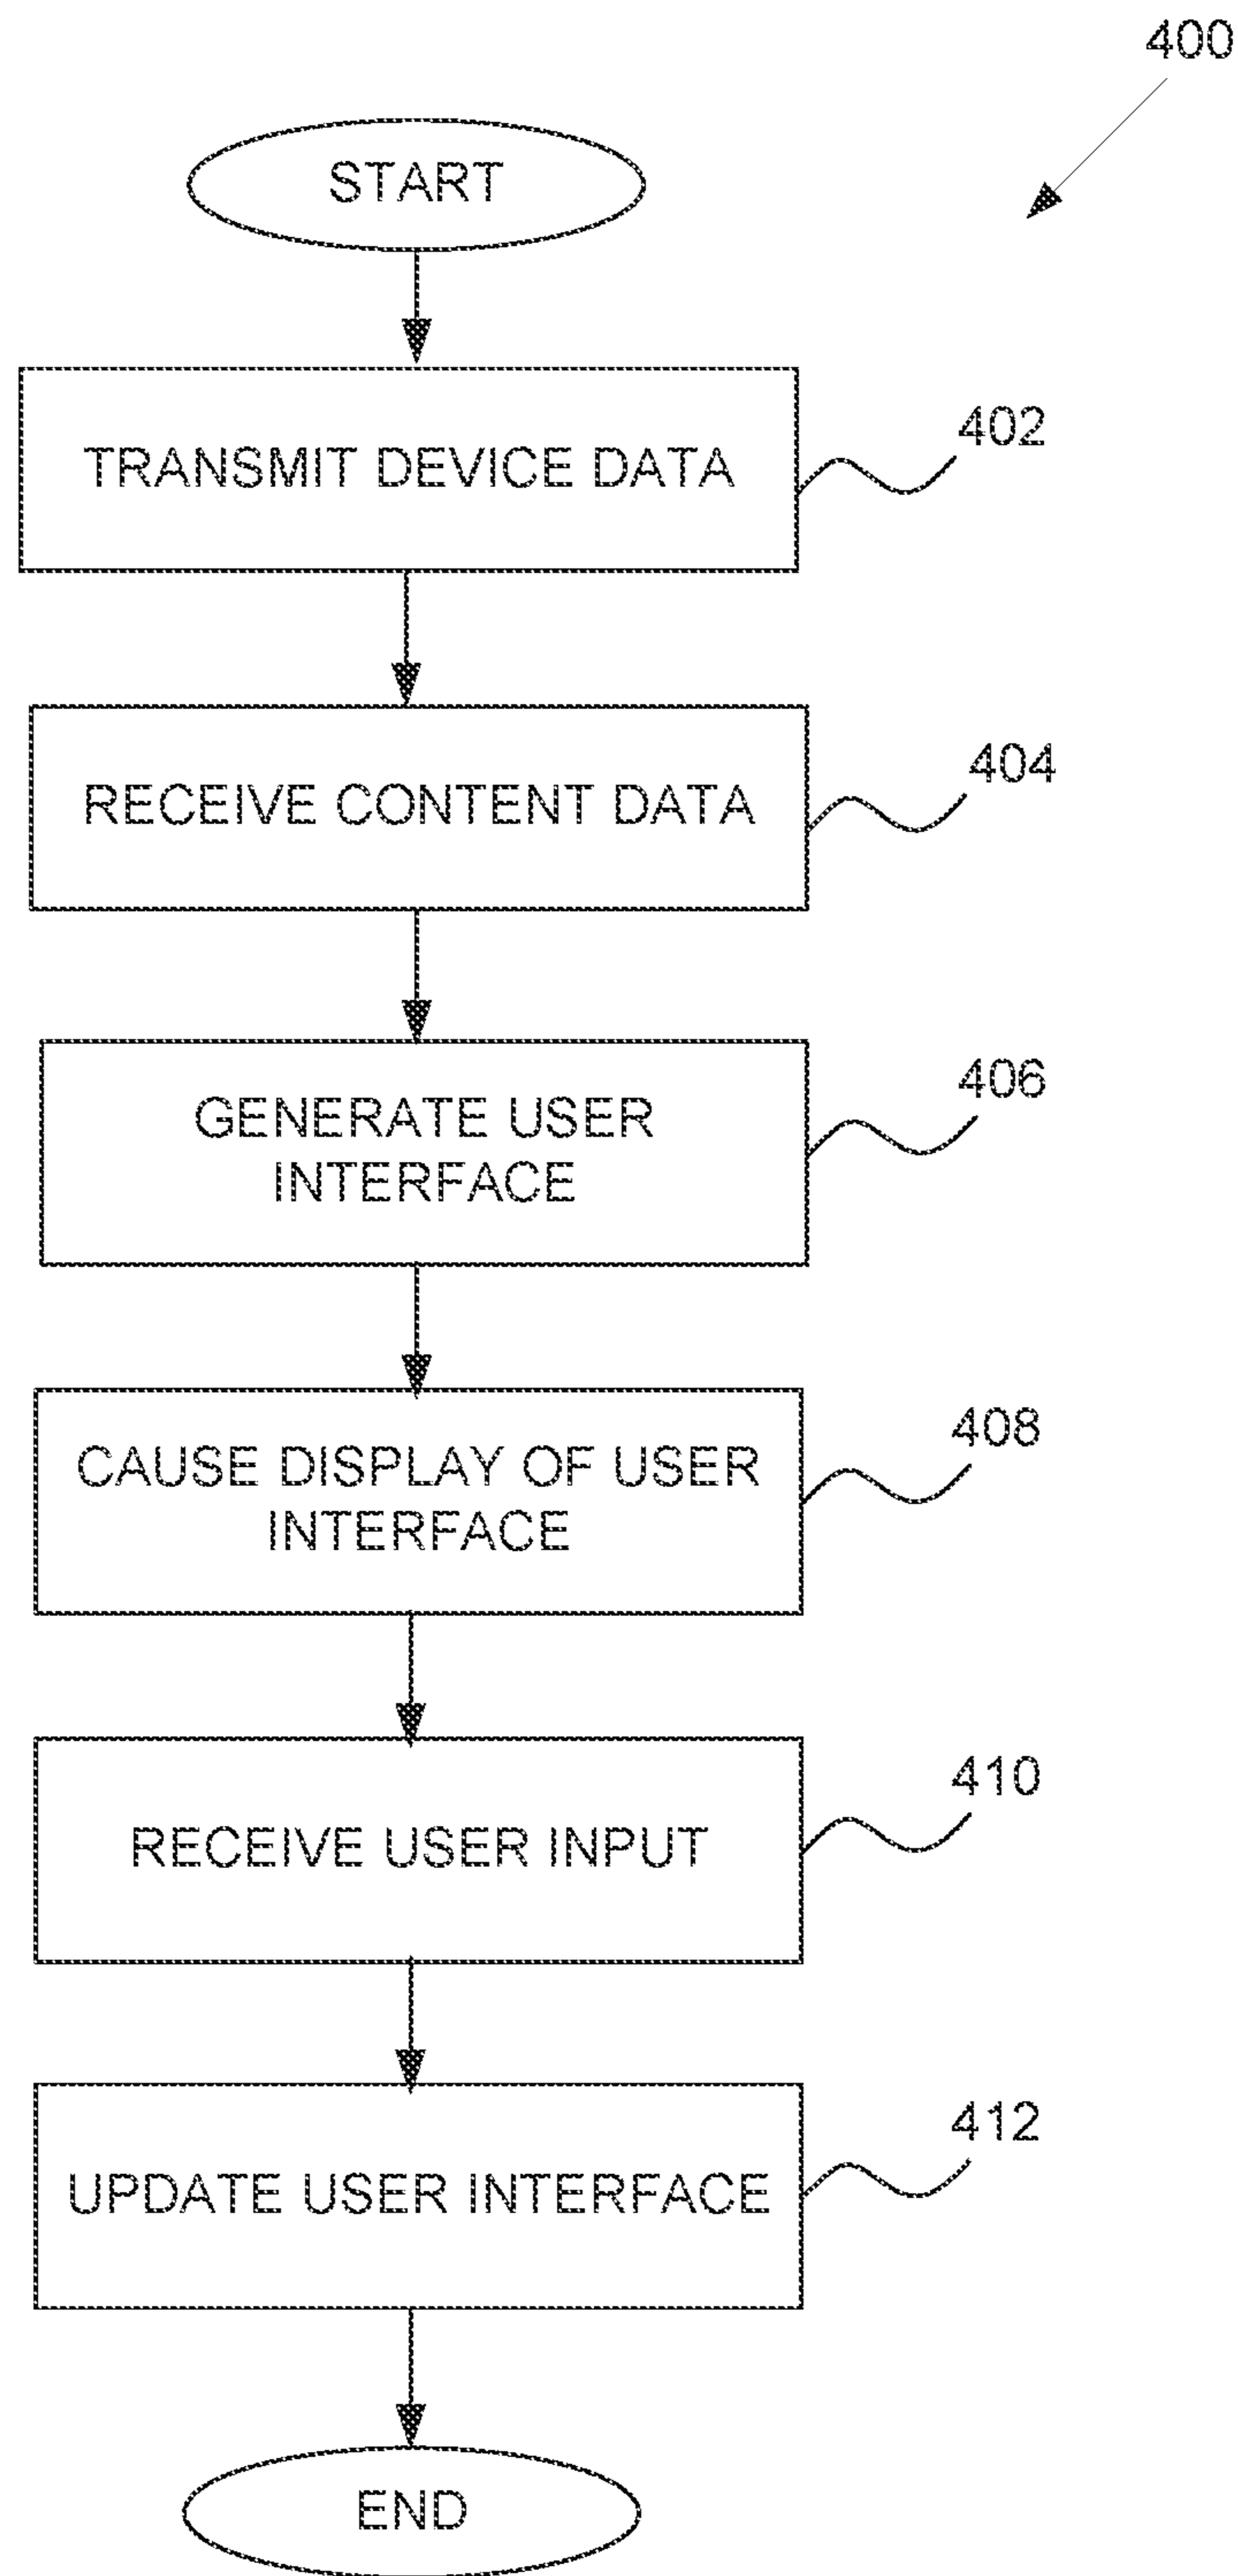 400
START
TRANSMIT DEVICE DATA
402
RECEIVE CONTENT DATA
404
GENERATE USER
INTERFACE
406
CAUSE DISPLAY OF USER
INTERFACE
408
RECEIVE USER INPUT
410
UPDATE USER INTERFACE
412
END